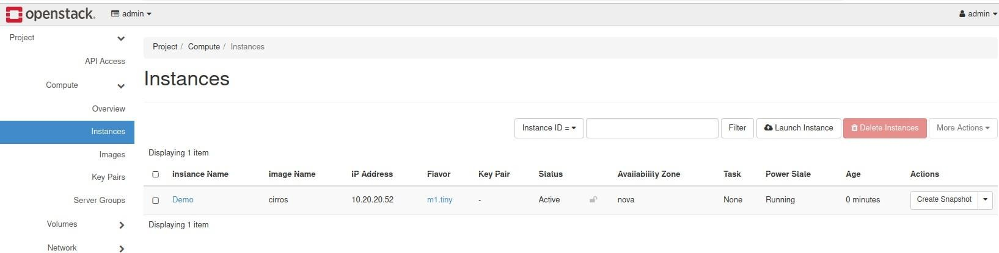 openstack. admin admin
Project
Project / Compute / Instances
API Access
Instances
Compute
Overview
Instances
Instance ID = Filter Launch Instance Delete Instances More Actions
Images
Displaying 1 item
Key Pairs
Instance Name Image Name IP Address Flavor Key Pair Status Availability Zone Task Power State Age Actions
Server Groups
Demo cirros 10.20.20.52 m1.tiny - Active nova None Running 0 minutes Create Snapshot
Volumes
Displaying 1 item
Network